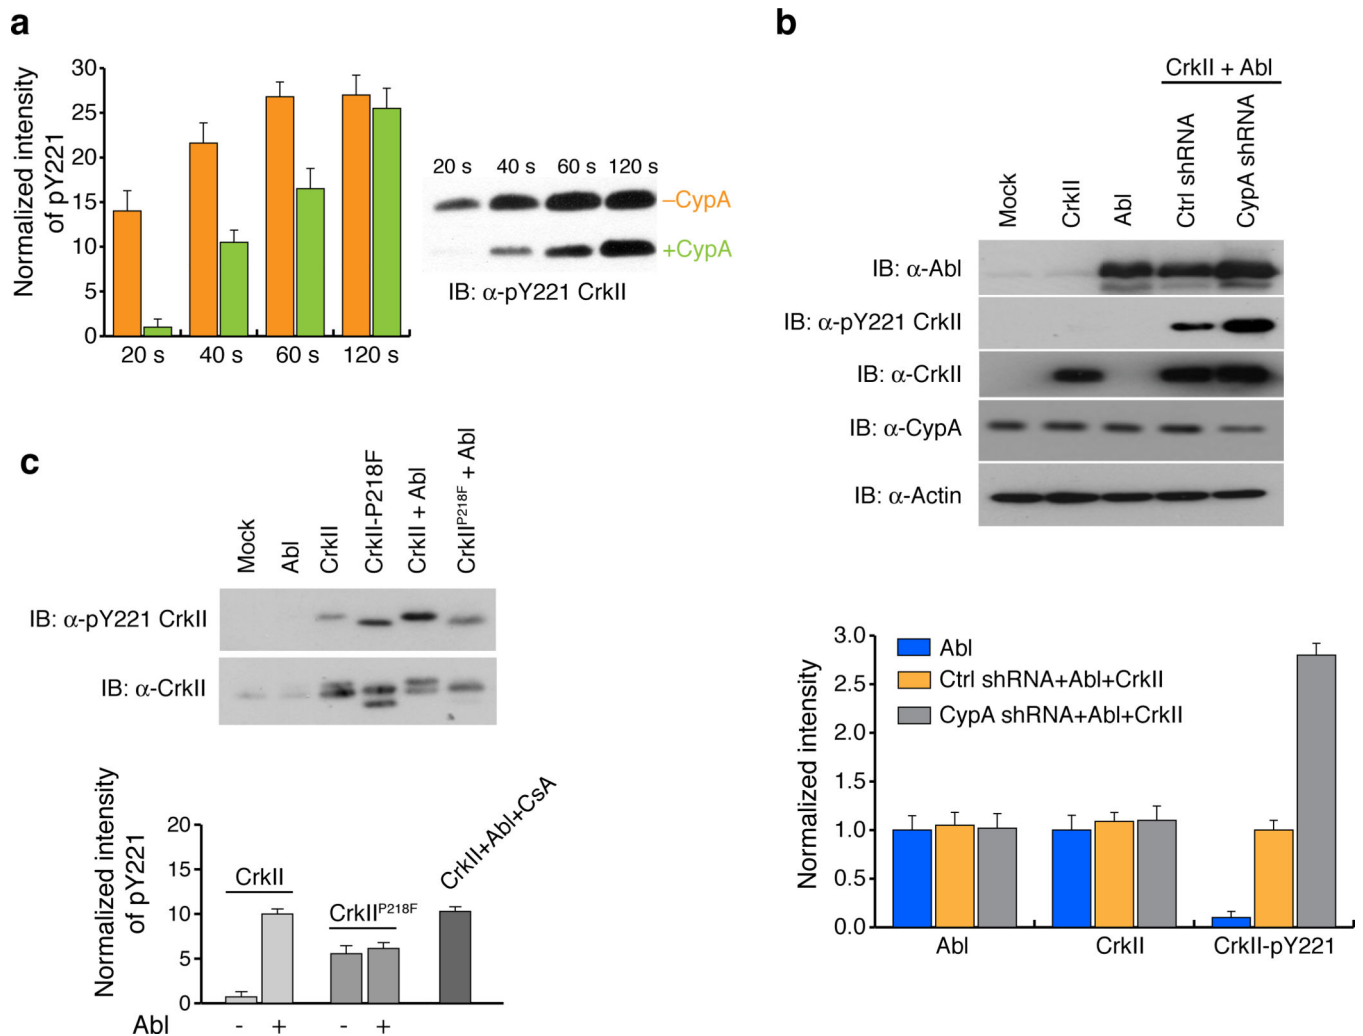 a
Normalized intensity
of pY221
30
25
20
15
10
5
0
20 s
40 s
60 s
120 s
20 s 40 s 60 s 120 s
–CypA
+CypA
IB: α-pY221 CrkII
b
CrkII + Abl
Mock
CrkII
Abl
Ctrl shRNA
CypA shRNA
IB: α-Abl
IB: α-pY221 CrkII
IB: α-CrkII
IB: α-CypA
IB: α-Actin
Normalized intensity
3.0
2.5
2.0
1.5
1.0
0.5
0.0
Abl
Ctrl shRNA+Abl+CrkII
CypA shRNA+Abl+CrkII
Abl
CrkII
CrkII-pY221
c
Mock
Abl
CrkII
CrkII-P218F
CrkII + Abl
CrkIIP218F + Abl
IB: α-pY221 CrkII
IB: α-CrkII
Normalized intensity
of pY221
20
15
10
5
0
CrkII
CrkIIP218F
CrkII+Abl+CsA
Abl - + - +